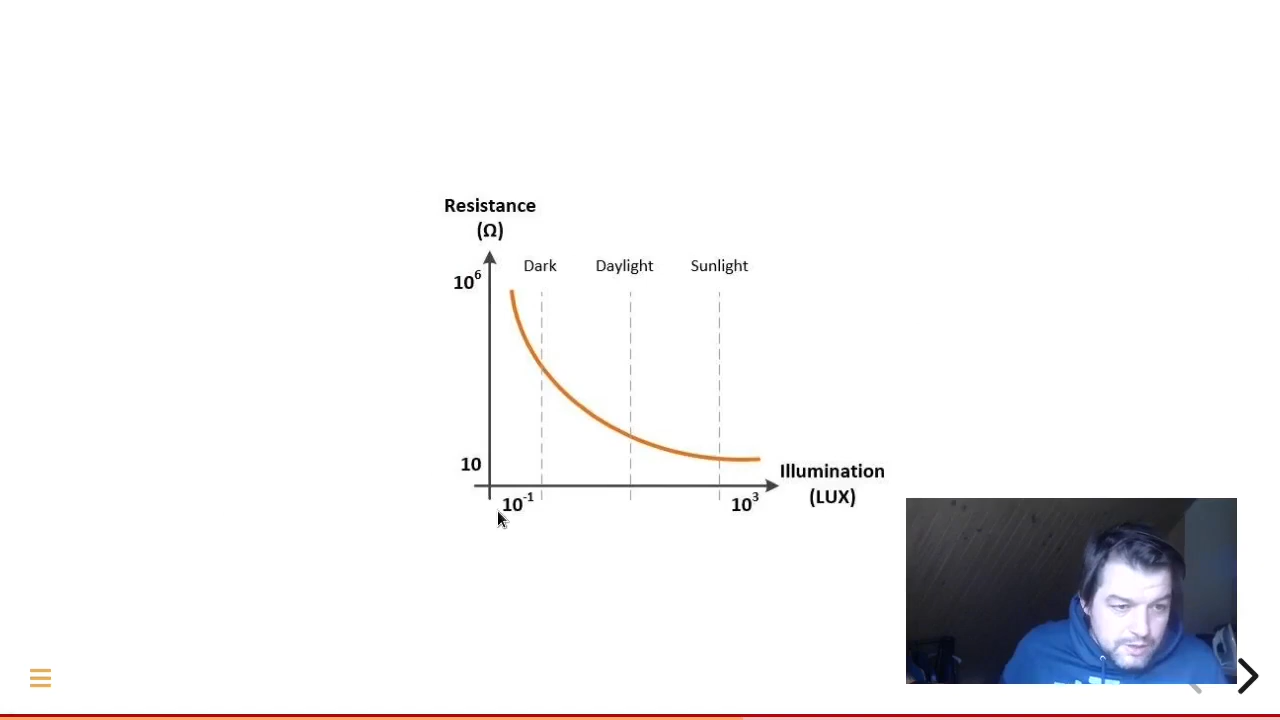 Resistance
(Ω)
Dark Daylight Sunlight
10⁶
10
10⁻¹ 10³
Illumination
(LUX)